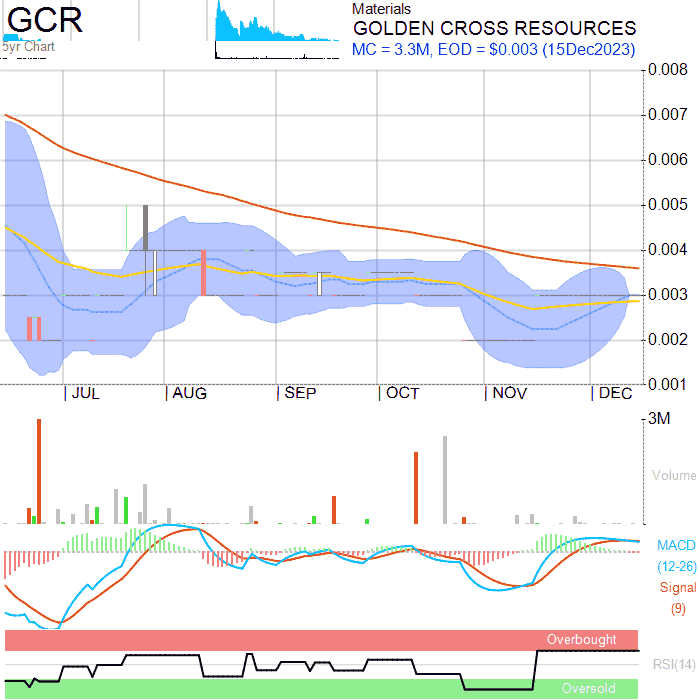 GCR
5yr Chart
Materials
GOLDEN CROSS RESOURCES
MC = 3.3M, EOD = $0.003 (15Dec2023)
0.008
0.007
0.006
0.005
0.004
0.003
0.002
0.001
JUL AUG SEP OCT NOV DEC
3M
Volume
MACD
(12-26)
Signal
(9)
Overbought
RSI(14)
Oversold